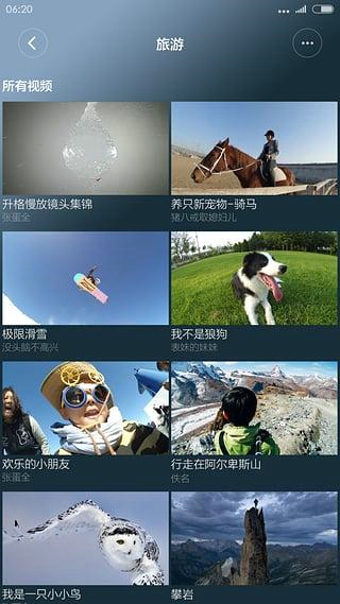 06:20
旅游
所有视频
升格慢放镜头集锦
张蛋全
养只新宠物-骑马
猪八戒取媳妇儿
极限滑雪
没头脑不高兴
我不是狼狗
表妹的妹妹
欢乐的小朋友
张蛋全
行走在阿尔卑斯山
佚名
我是一只小小鸟
攀岩